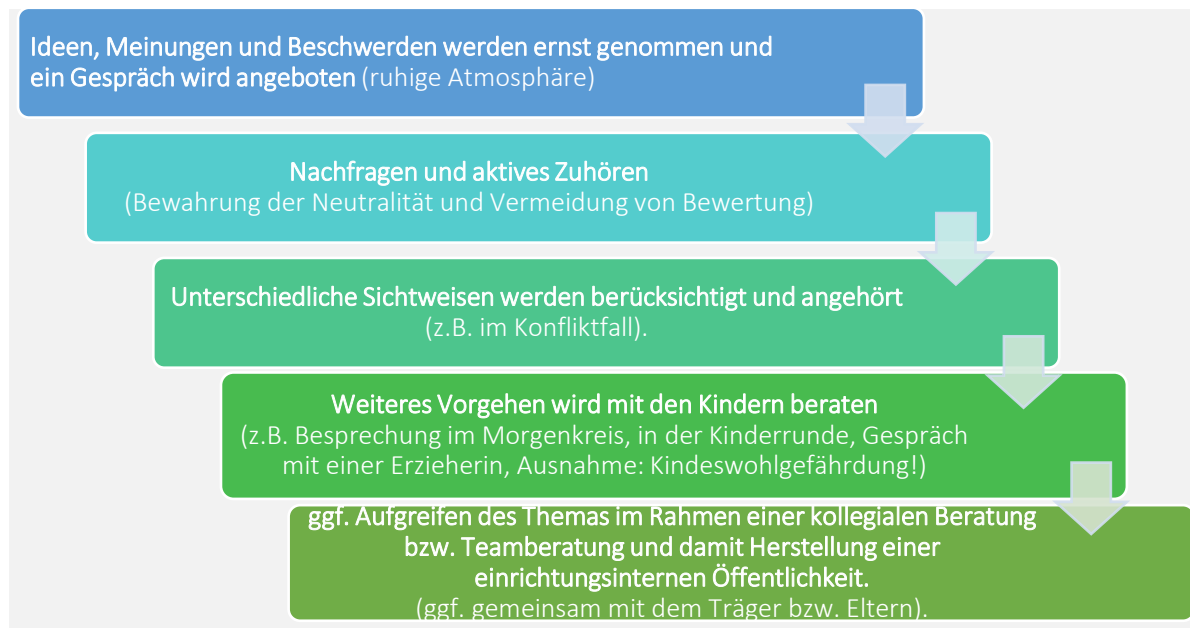 Ideen, Meinungen und Beschwerden werden ernst genommen und
ein Gespräch wird angeboten (ruhige Atmosphäre)
Nachfragen und aktives Zuhören
(Bewahrung der Neutralität und Vermeidung von Bewertung)
Unterschiedliche Sichtweisen werden berücksichtigt und angehört
(z.B. im Konfliktfall).
Weiteres Vorgehen wird mit den Kindern beraten
(z.B. Besprechung im Morgenkreis, in der Kinderrunde, Gespräch
mit einer Erzieherin, Ausnahme: Kindeswohlgefährdung!)
ggf. Aufgreifen des Themas im Rahmen einer kollegialen Beratung
bzw. Teamberatung und damit Herstellung einer
einrichtungsinternen Öffentlichkeit.
(ggf. gemeinsam mit dem Träger bzw. Eltern).